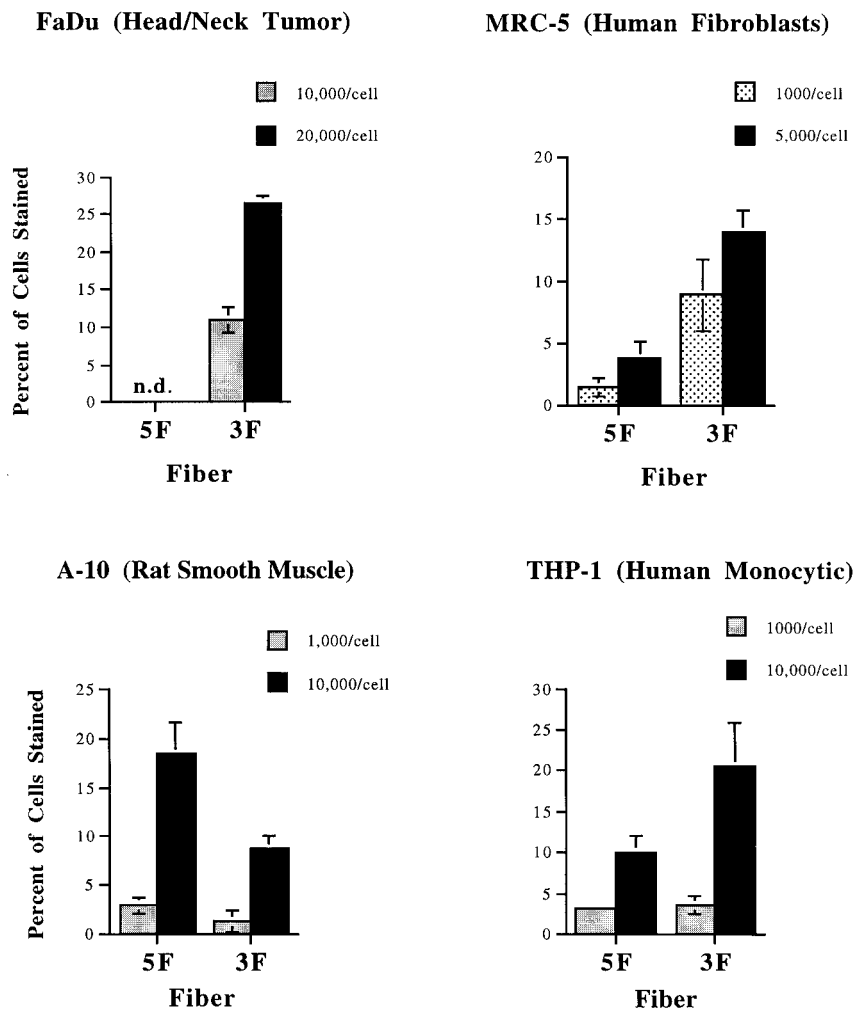 FaDu (Head/Neck Tumor)
10,000/cell
20,000/cell
Percent of Cells Stained
30
25
20
15
10
5
0
n.d.
5F 3F
Fiber
MRC-5 (Human Fibroblasts)
1000/cell
5,000/cell
20
15
10
5
0
5F 3F
Fiber
A-10 (Rat Smooth Muscle)
1,000/cell
10,000/cell
Percent of Cells Stained
25
20
15
10
5
0
5F 3F
Fiber
THP-1 (Human Monocytic)
1000/cell
10,000/cell
30
25
20
15
10
5
0
5F 3F
Fiber